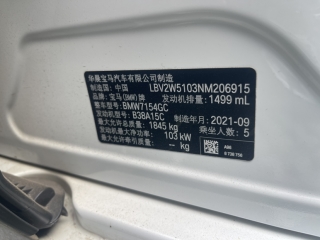 华晨宝马汽车有限公司制造
制造国: 中国 LBV2W5103NM206915
品牌: 宝马(BMW)牌 发动机排量: 1499 mL
整车型号: BMW7154GC
发动机型号: B38A15C 制造年月: 2021-09
最大允许总质量: 1845 kg 乘坐人数: 5
发动机最大净功率: 103 kW
最大允许牵引质量: -- kg